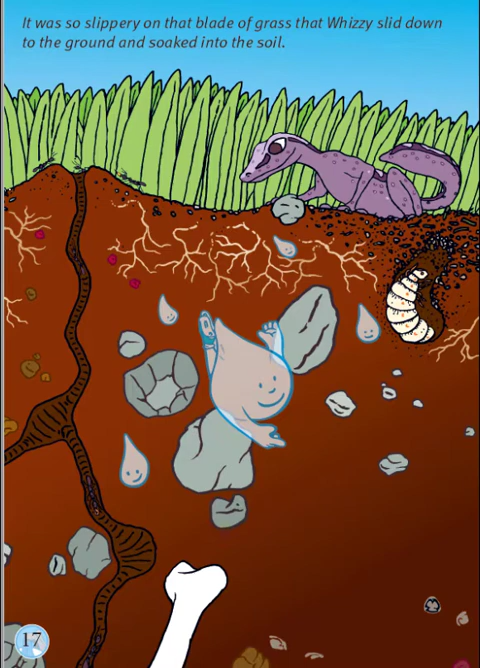 It was so slippery on that blade of grass that Whizzy slid down
to the ground and soaked into the soil.
17